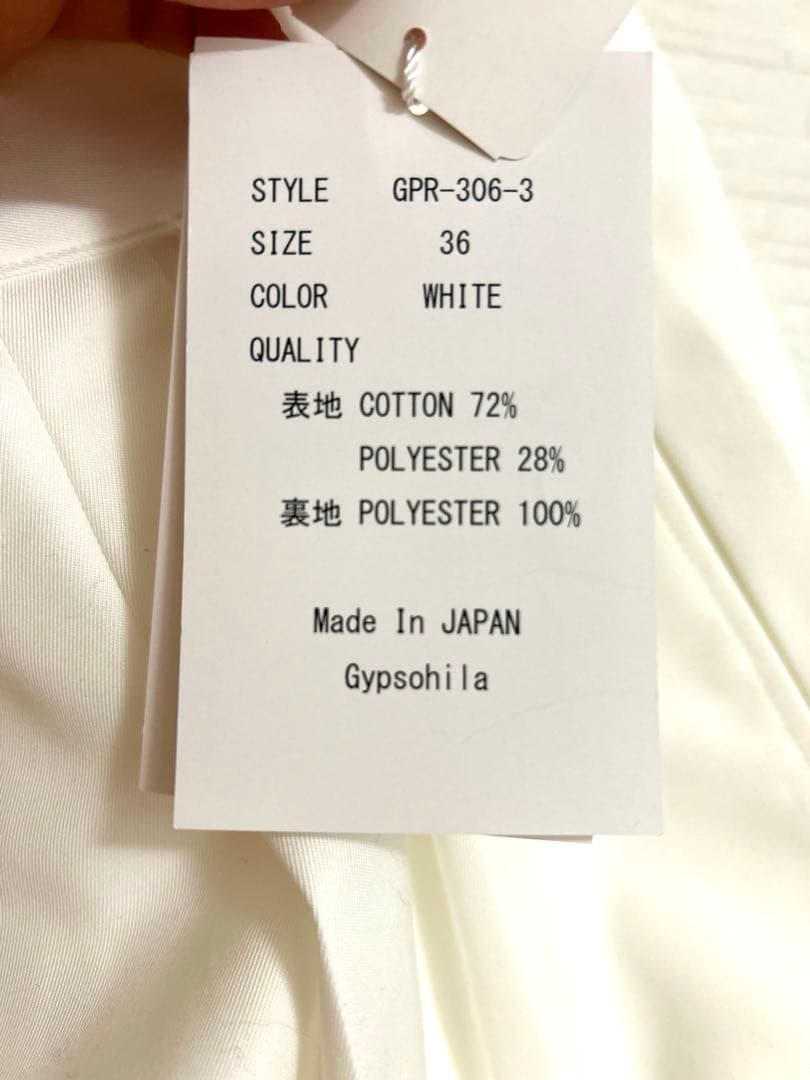 STYLE GPR-306-3
SIZE 36
COLOR WHITE
QUALITY
表地 COTTON 72%
POLYESTER 28%
裏地 POLYESTER 100%
Made In JAPAN
Gypsohila